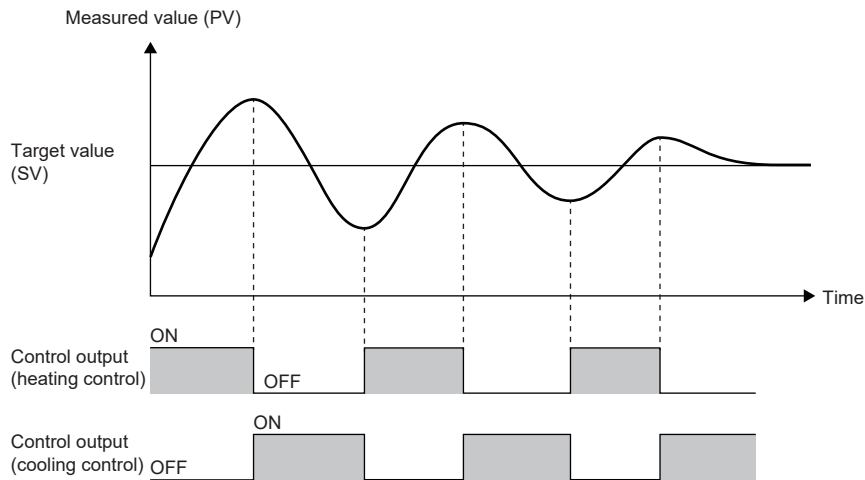 Measured value (PV)
Target value
(SV)
Time
ON
Control output
(heating control)
OFF
ON
Control output
(cooling control)
OFF